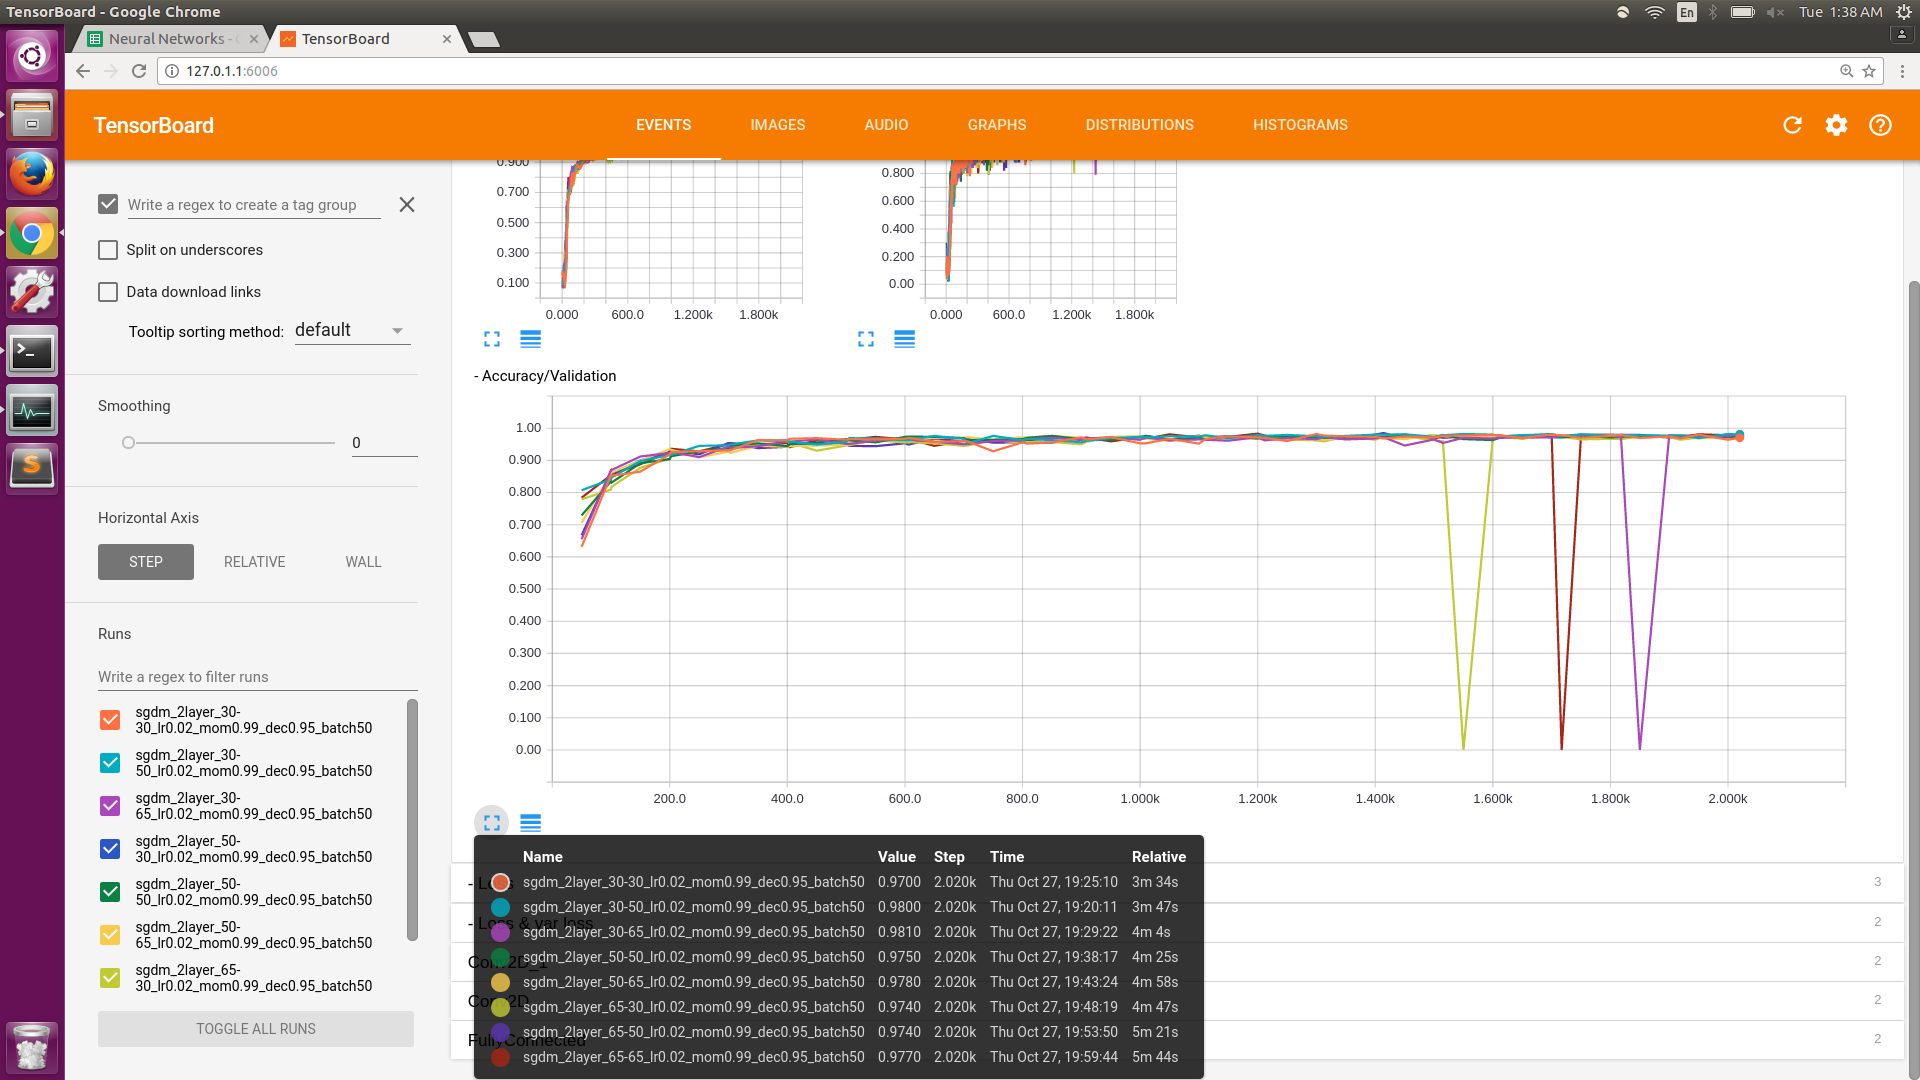 TensorBoard - Google Chrome
En
Tue 1:38 AM
Neural Networks -
TensorBoard
127.0.1.1:6006
TensorBoard
EVENTS
IMAGES
AUDIO
GRAPHS
DISTRIBUTIONS
HISTOGRAMS
Write a regex to create a tag group
Split on underscores
Data download links
Tooltip sorting method: default
Smoothing
0
Horizontal Axis
STEP
RELATIVE
WALL
Runs
Write a regex to filter runs
sgdm_2layer_30-
30_lr0.02_mom0.99_dec0.95_batch50
sgdm_2layer_30-
50_lr0.02_mom0.99_dec0.95_batch50
sgdm_2layer_30-
65_lr0.02_mom0.99_dec0.95_batch50
sgdm_2layer_50-
30_lr0.02_mom0.99_dec0.95_batch50
sgdm_2layer_50-
50_lr0.02_mom0.99_dec0.95_batch50
sgdm_2layer_50-
65_lr0.02_mom0.99_dec0.95_batch50
sgdm_2layer_65-
30_lr0.02_mom0.99_dec0.95_batch50
TOGGLE ALL RUNS
0.900
0.700
0.500
0.300
0.100
0.000 600.0 1.200k 1.800k
0.800
0.600
0.400
0.200
0.00
0.000 600.0 1.200k 1.800k
- Accuracy/Validation
1.00
0.900
0.800
0.700
0.600
0.500
0.400
0.300
0.200
0.100
0.00
200.0 400.0 600.0 800.0 1.000k 1.200k 1.400k 1.600k 1.800k 2.000k
Name Value Step Time Relative
sgdm_2layer_30-30_lr0.02_mom0.99_dec0.95_batch50 0.9700 2.020k Thu Oct 27, 19:25:10 3m 34s
sgdm_2layer_30-50_lr0.02_mom0.99_dec0.95_batch50 0.9800 2.020k Thu Oct 27, 19:20:11 3m 47s
sgdm_2layer_30-65_lr0.02_mom0.99_dec0.95_batch50 0.9810 2.020k Thu Oct 27, 19:29:22 4m 4s
sgdm_2layer_50-50_lr0.02_mom0.99_dec0.95_batch50 0.9750 2.020k Thu Oct 27, 19:38:17 4m 25s
sgdm_2layer_50-65_lr0.02_mom0.99_dec0.95_batch50 0.9780 2.020k Thu Oct 27, 19:43:24 4m 58s
sgdm_2layer_65-30_lr0.02_mom0.99_dec0.95_batch50 0.9740 2.020k Thu Oct 27, 19:48:19 4m 47s
sgdm_2layer_65-50_lr0.02_mom0.99_dec0.95_batch50 0.9740 2.020k Thu Oct 27, 19:53:50 5m 21s
sgdm_2layer_65-65_lr0.02_mom0.99_dec0.95_batch50 0.9770 2.020k Thu Oct 27, 19:59:44 5m 44s
- Loss
3
- Loss & var loss
2
Conv2D_1
2
Conv2D
2
FullyConnected
2